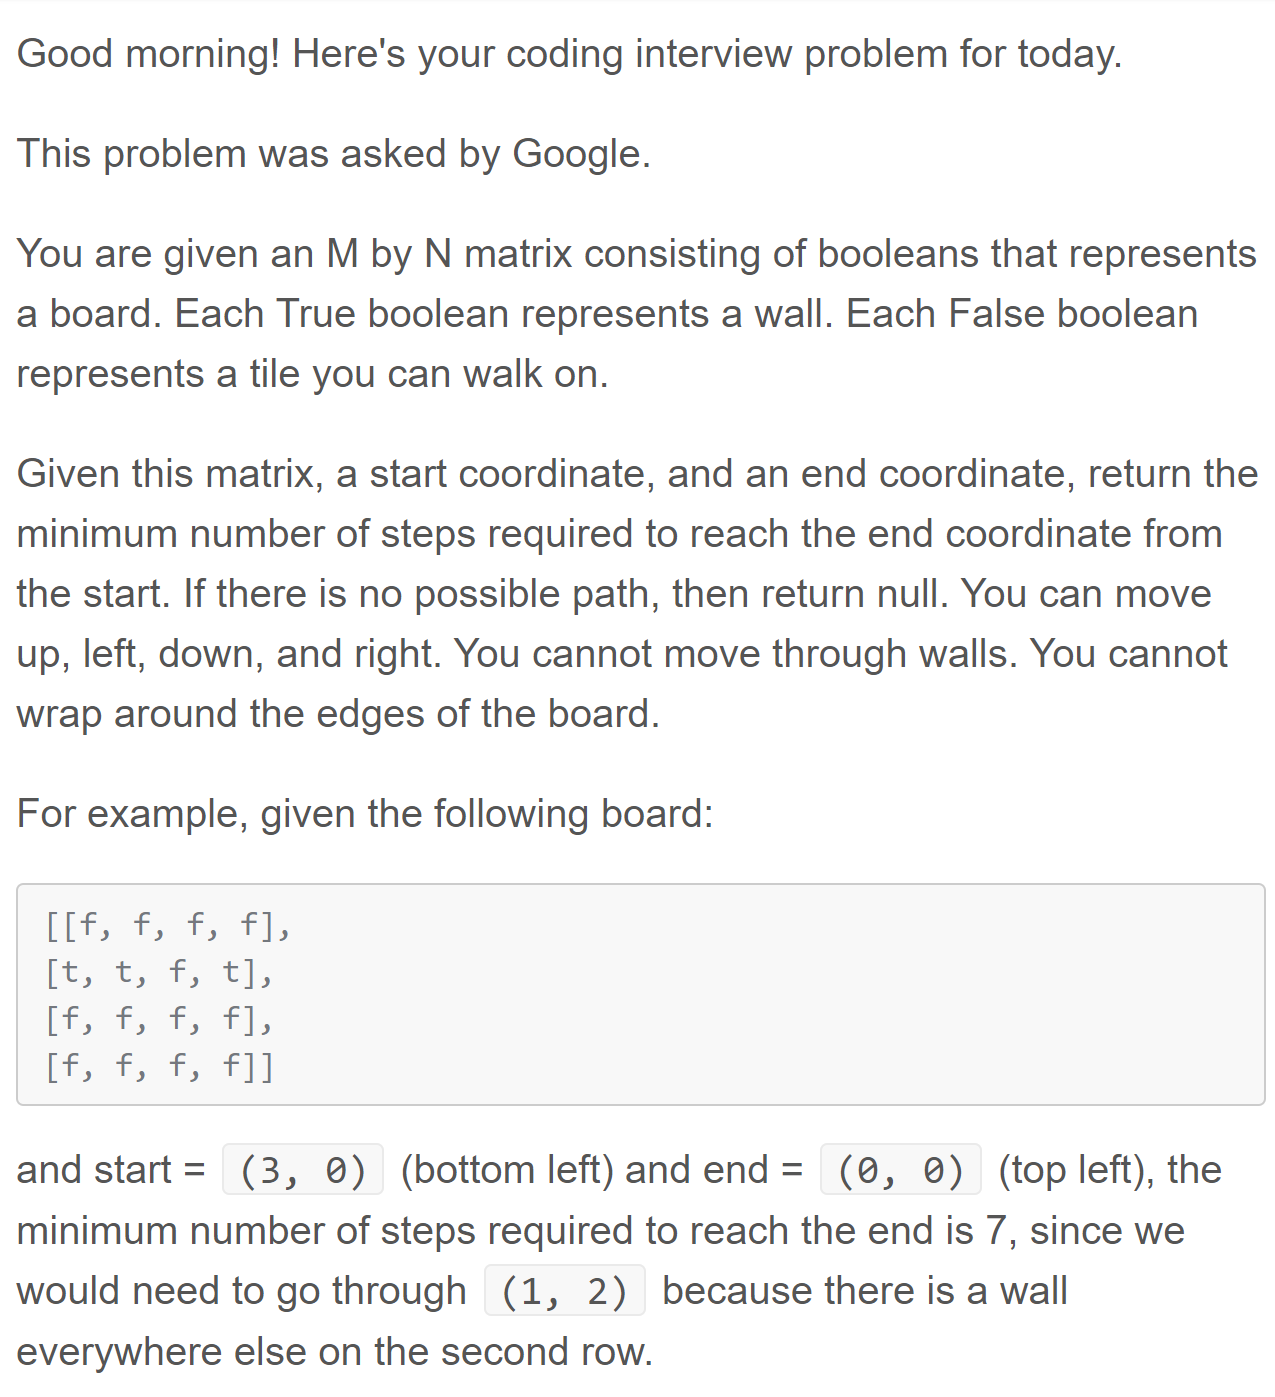 Good morning! Here's your coding interview problem for today.
This problem was asked by Google.
You are given an M by N matrix consisting of booleans that represents
a board. Each True boolean represents a wall. Each False boolean
represents a tile you can walk on.
Given this matrix, a start coordinate, and an end coordinate, return the
minimum number of steps required to reach the end coordinate from
the start. If there is no possible path, then return null. You can move
up, left, down, and right. You cannot move through walls. You cannot
wrap around the edges of the board.
For example, given the following board:
[[f, f, f, f],
[t, t, f, t],
[f, f, f, f],
[f, f, f, f]]
and start = (3, 0) (bottom left) and end = (0, 0) (top left), the
minimum number of steps required to reach the end is 7, since we
would need to go through (1, 2) because there is a wall
everywhere else on the second row.